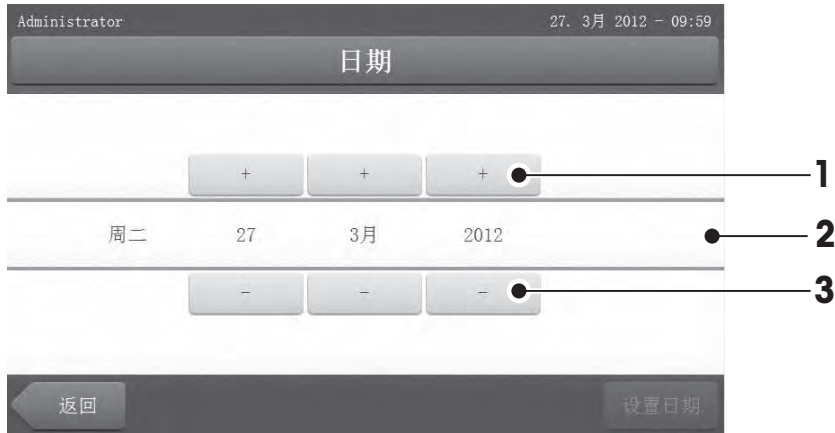 Administrator 27. 3月 2012 - 09:59
日期
+ + + 1
周二 27 3月 2012 2
- - - 3
返回 设置日期